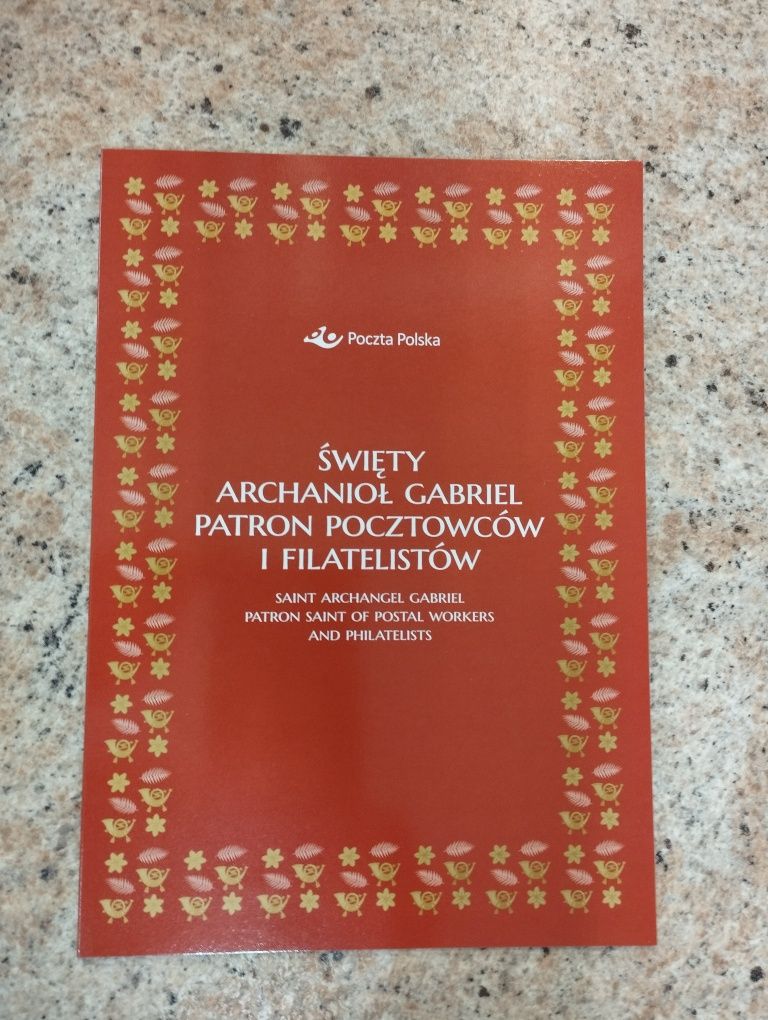 Poczta Polska
ŚWIĘTY
ARCHANIOŁ GABRIEL
PATRON POCZTOWCÓW
I FILATELISTÓW
SAINT ARCHANGEL GABRIEL
PATRON SAINT OF POSTAL WORKERS
AND PHILATELISTS